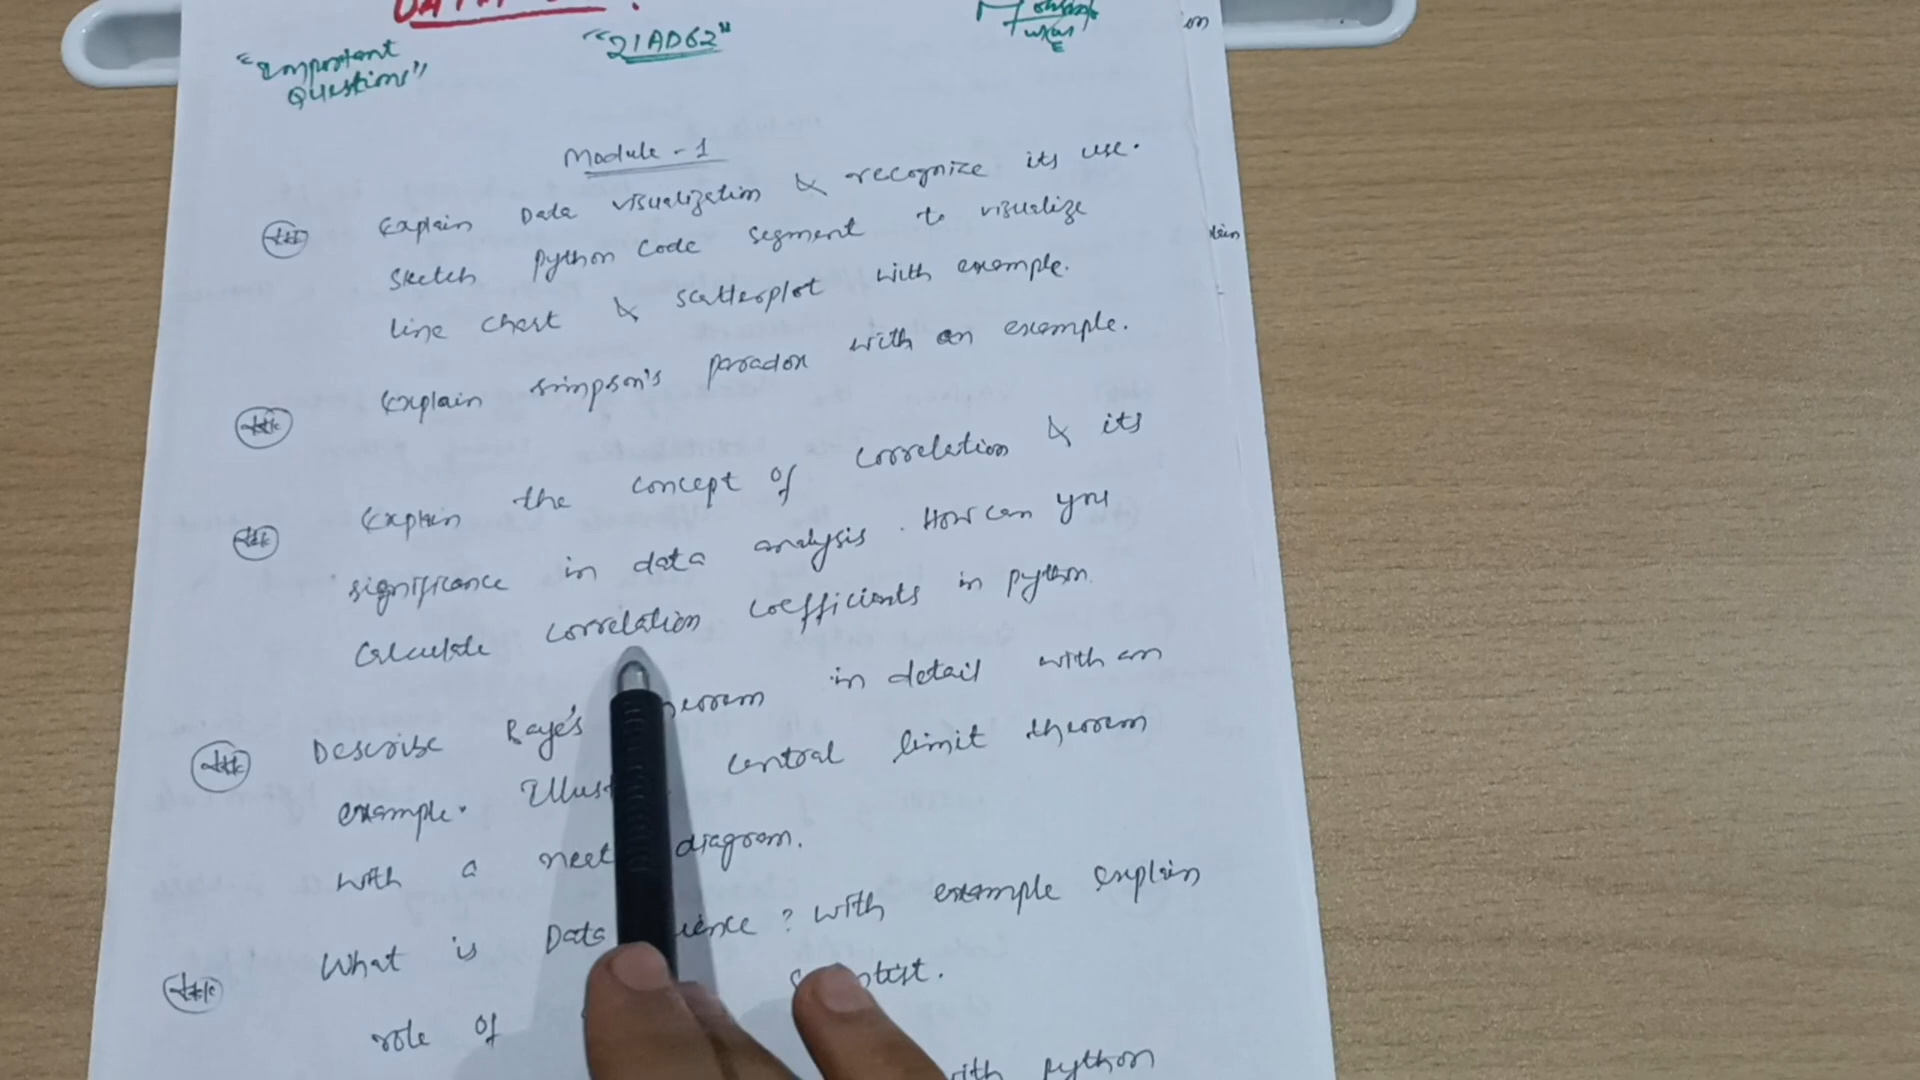 "Important
Questions"
"21AD62"
on
Module - 1
Explain Data visualization & recognize its use.
Sketch python code segment to visualize
line chart & scatterplot with example.
Explain simpson's paradox with an example.
Explain the concept of correlation & its
significance in data analysis. How can you
calculate correlation coefficients in python
Describe Baye's in detail with an
example. central limit theorem
with a neat diagram.
What is Data ? with example explain
role of
with python